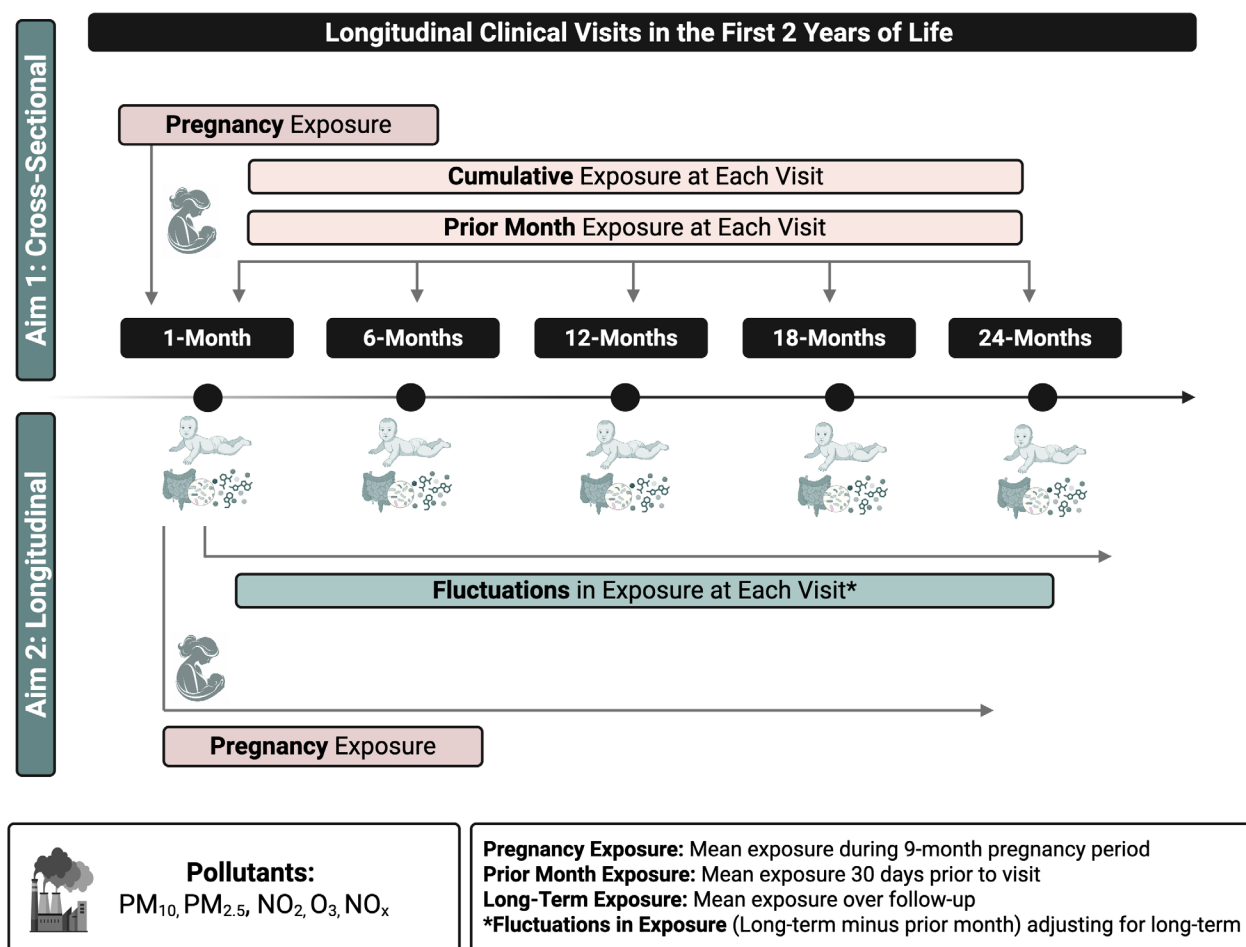 Longitudinal Clinical Visits in the First 2 Years of Life
Aim 1: Cross-Sectional
Pregnancy Exposure
Cumulative Exposure at Each Visit
Prior Month Exposure at Each Visit
1-Month
6-Months
12-Months
18-Months
24-Months
Aim 2: Longitudinal
Fluctuations in Exposure at Each Visit*
Pregnancy Exposure
Pollutants:
PM10, PM2.5, NO2, O3, NOx
Pregnancy Exposure: Mean exposure during 9-month pregnancy period
Prior Month Exposure: Mean exposure 30 days prior to visit
Long-Term Exposure: Mean exposure over follow-up
*Fluctuations in Exposure (Long-term minus prior month) adjusting for long-term